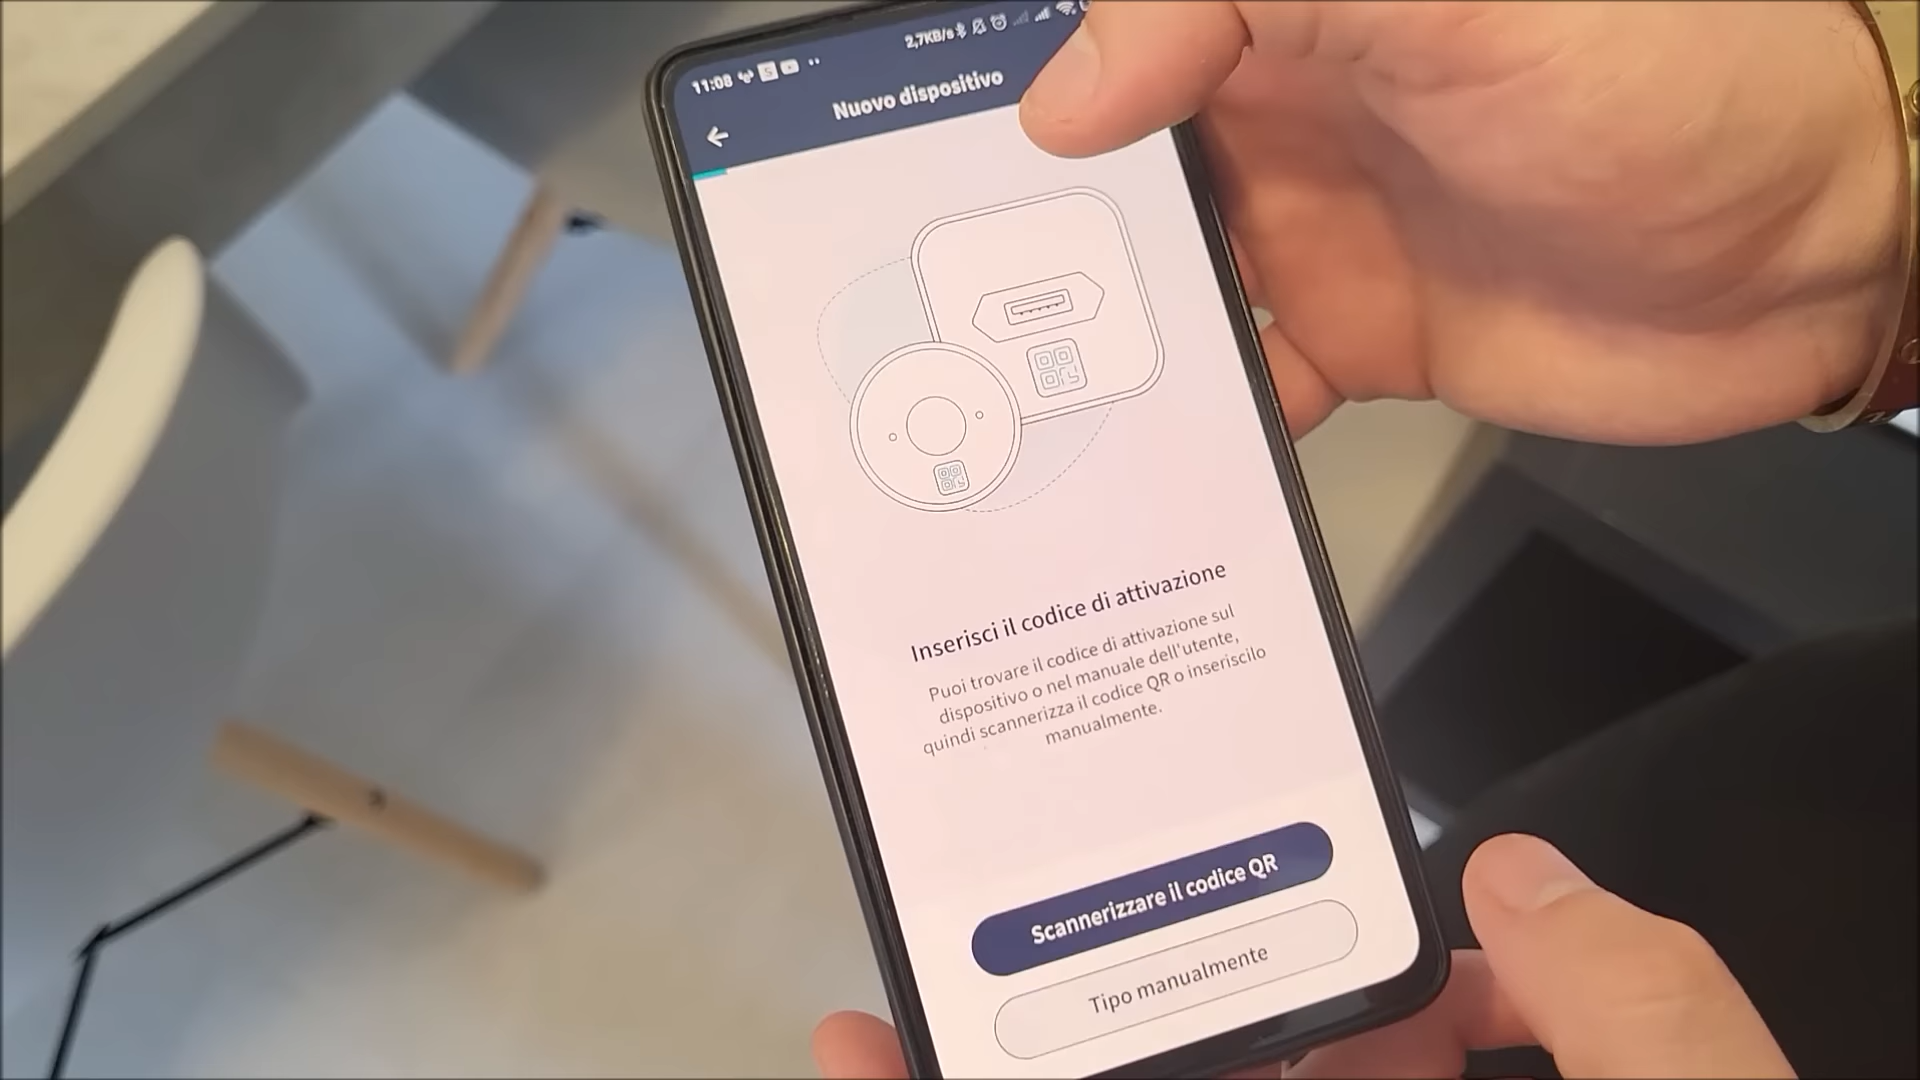 11:08
2,7KB/s
Nuovo dispositivo
Inserisci il codice di attivazione
Puoi trovare il codice di attivazione sul
dispositivo o nel manuale dell'utente,
quindi scannerizza il codice QR o inseriscilo
manualmente.
Scannerizzare il codice QR
Tipo manualmente